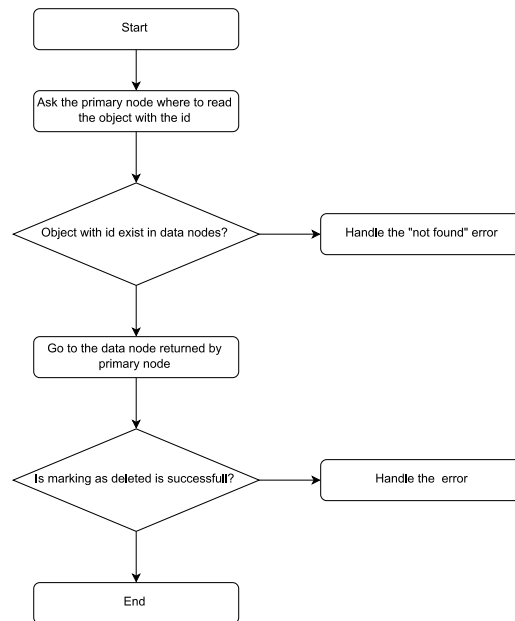 Start
Ask the primary node where to read
the object with the id
Object with id exist in data nodes?
Handle the "not found" error
Go to the data node returned by
primary node
Is marking as deleted is successfull?
Handle the error
End